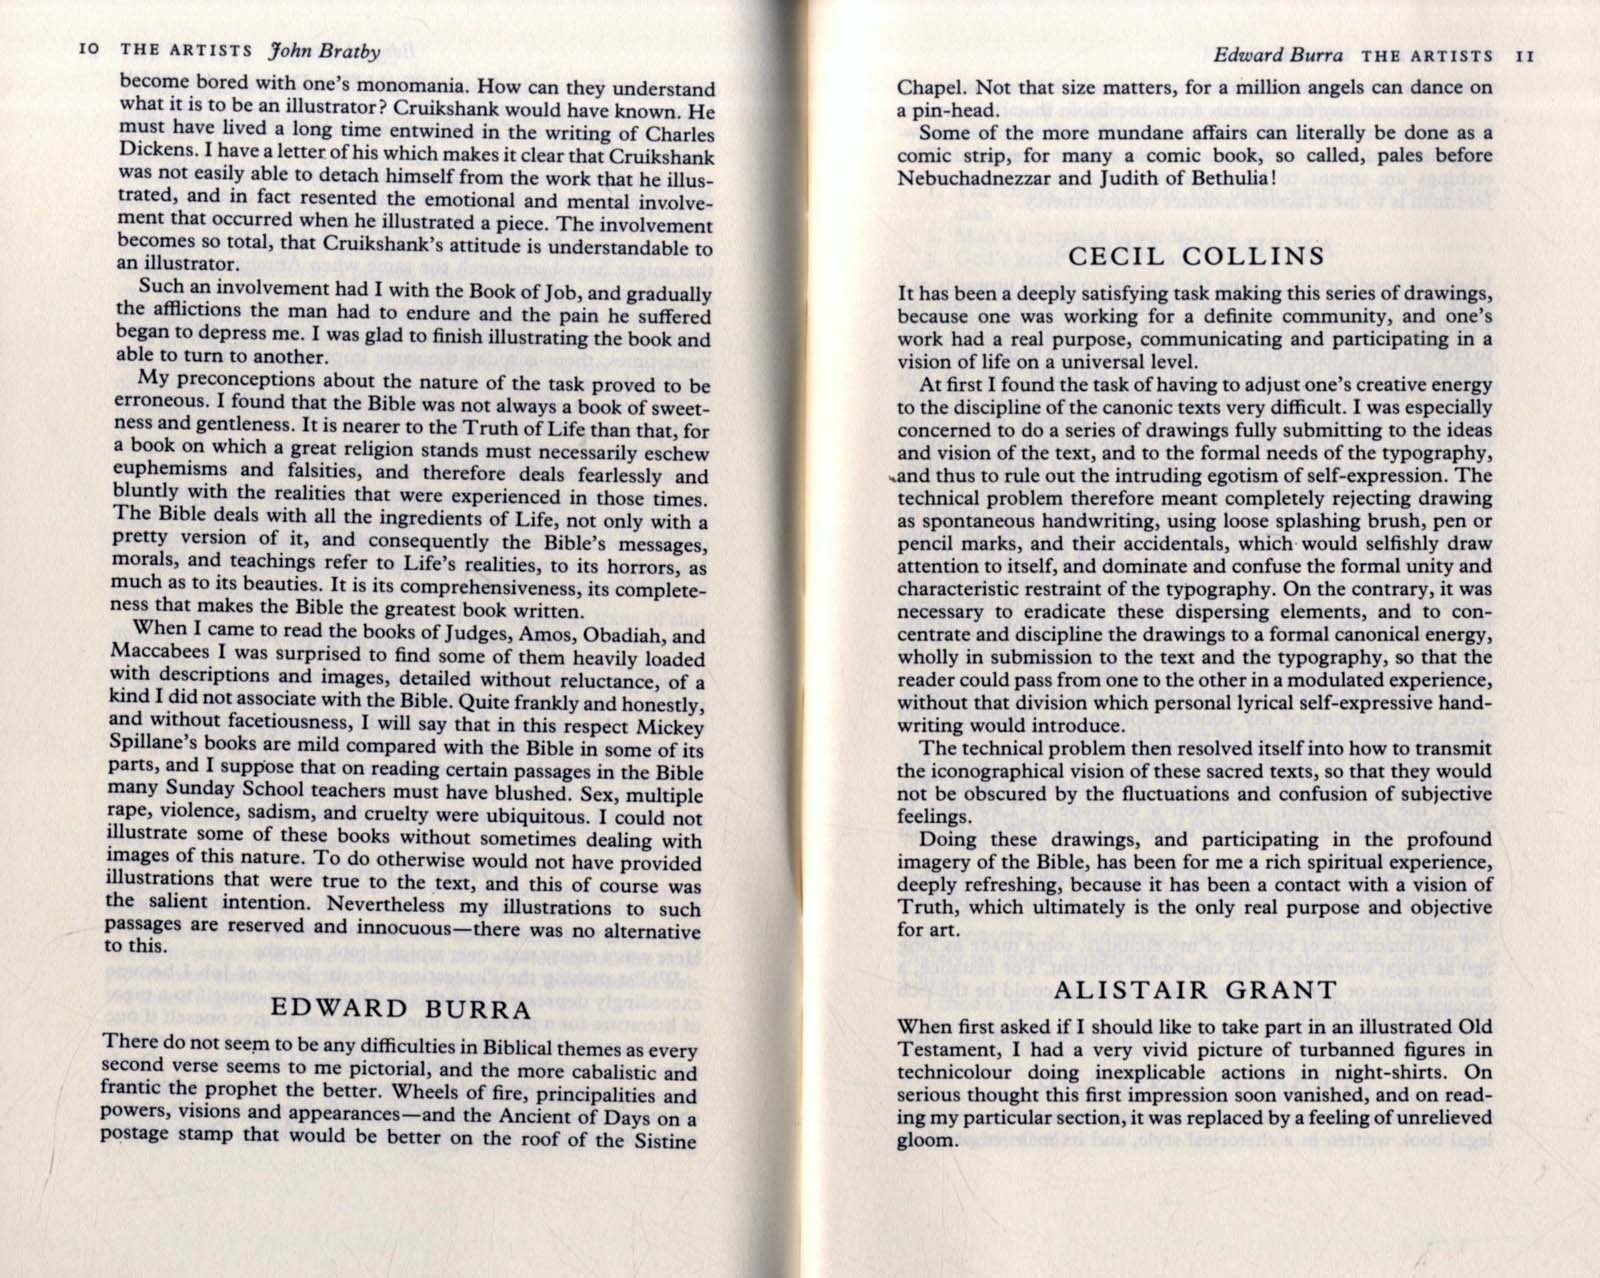 10 THE ARTISTS John Bratby
become bored with one's monomania. How can they understand
what it is to be an illustrator? Cruikshank would have known. He
must have lived a long time entwined in the writing of Charles
Dickens. I have a letter of his which makes it clear that Cruikshank
was not easily able to detach himself from the work that he illus-
trated, and in fact resented the emotional and mental involve-
ment that occurred when he illustrated a piece. The involvement
becomes so total, that Cruikshank's attitude is understandable to
an illustrator.
Such an involvement had I with the Book of Job, and gradually
the afflictions the man had to endure and the pain he suffered
began to depress me. I was glad to finish illustrating the book and
able to turn to another.
My preconceptions about the nature of the task proved to be
erroneous. I found that the Bible was not always a book of sweet-
ness and gentleness. It is nearer to the Truth of Life than that, for
a book on which a great religion stands must necessarily eschew
euphemisms and falsities, and therefore deals fearlessly and
bluntly with the realities that were experienced in those times.
The Bible deals with all the ingredients of Life, not only with a
pretty version of it, and consequently the Bible's messages,
morals, and teachings refer to Life's realities, to its horrors, as
much as to its beauties. It is its comprehensiveness, its complete-
ness that makes the Bible the greatest book written.
When I came to read the books of Judges, Amos, Obadiah, and
Maccabees I was surprised to find some of them heavily loaded
with descriptions and images, detailed without reluctance, of a
kind I did not associate with the Bible. Quite frankly and honestly,
and without facetiousness, I will say that in this respect Mickey
Spillane's books are mild compared with the Bible in some of its
parts, and I suppose that on reading certain passages in the Bible
many Sunday School teachers must have blushed. Sex, multiple
rape, violence, sadism, and cruelty were ubiquitous. I could not
illustrate some of these books without sometimes dealing with
images of this nature. To do otherwise would not have provided
illustrations that were true to the text, and this of course was
the salient intention. Nevertheless my illustrations to such
passages are reserved and innocuous—there was no alternative
to this.
EDWARD BURRA
There do not seem to be any difficulties in Biblical themes as every
second verse seems to me pictorial, and the more cabalistic and
frantic the prophet the better. Wheels of fire, principalities and
powers, visions and appearances—and the Ancient of Days on a
postage stamp that would be better on the roof of the Sistine
Edward Burra THE ARTISTS 11
Chapel. Not that size matters, for a million angels can dance on
a pin-head.
Some of the more mundane affairs can literally be done as a
comic strip, for many a comic book, so called, pales before
Nebuchadnezzar and Judith of Bethulia!
CECIL COLLINS
It has been a deeply satisfying task making this series of drawings,
because one was working for a definite community, and one's
work had a real purpose, communicating and participating in a
vision of life on a universal level.
At first I found the task of having to adjust one's creative energy
to the discipline of the canonic texts very difficult. I was especially
concerned to do a series of drawings fully submitting to the ideas
and vision of the text, and to the formal needs of the typography,
and thus to rule out the intruding egotism of self-expression. The
technical problem therefore meant completely rejecting drawing
as spontaneous handwriting, using loose splashing brush, pen or
pencil marks, and their accidentals, which would selfishly draw
attention to itself, and dominate and confuse the formal unity and
characteristic restraint of the typography. On the contrary, it was
necessary to eradicate these dispersing elements, and to con-
centrate and discipline the drawings to a formal canonical energy,
wholly in submission to the text and the typography, so that the
reader could pass from one to the other in a modulated experience,
without that division which personal lyrical self-expressive hand-
writing would introduce.
The technical problem then resolved itself into how to transmit
the iconographical vision of these sacred texts, so that they would
not be obscured by the fluctuations and confusion of subjective
feelings.
Doing these drawings, and participating in the profound
imagery of the Bible, has been for me a rich spiritual experience,
deeply refreshing, because it has been a contact with a vision of
Truth, which ultimately is the only real purpose and objective
for art.
ALISTAIR GRANT
When first asked if I should like to take part in an illustrated Old
Testament, I had a very vivid picture of turbanned figures in
technicolour doing inexplicable actions in night-shirts. On
serious thought this first impression soon vanished, and on read-
ing my particular section, it was replaced by a feeling of unrelieved
gloom.